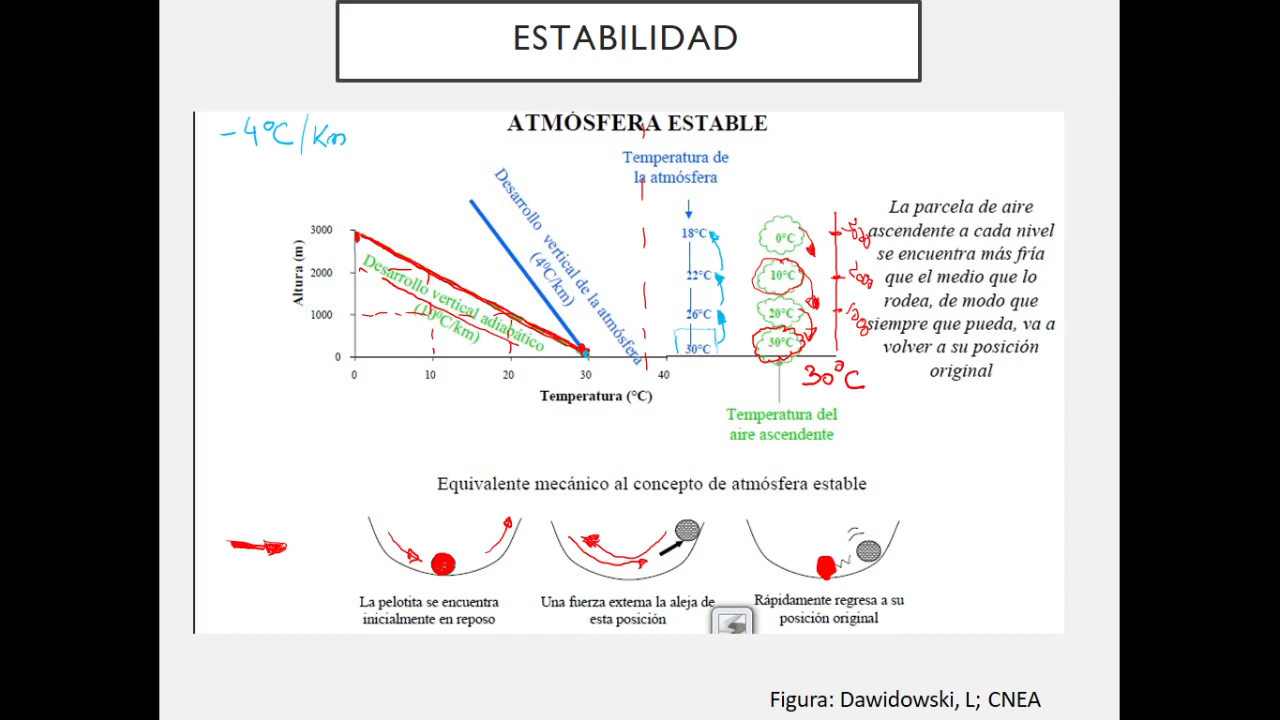 ESTABILIDAD
-4°C/Km
ATMÓSFERA ESTABLE
Temperatura de
la atmósfera
Desarrollo vertical de la atmósfera
(4°C/km)
Desarrollo vertical adiabático
(10°C/km)
Altura (m)
3000
2000
1000
0
0 10 20 30 40
Temperatura (°C)
18°C
22°C
26°C
30°C
0°C
10°C
20°C
30°C
30°C
Temperatura del
aire ascendente
La parcela de aire
ascendente a cada nivel
se encuentra más fría
que el medio que lo
rodea, de modo que
siempre que pueda, va a
volver a su posición
original
Equivalente mecánico al concepto de atmósfera estable
La pelotita se encuentra
inicialmente en reposo
Una fuerza externa la aleja de
esta posición
Rápidamente regresa a su
posición original
Figura: Dawidowski, L; CNEA